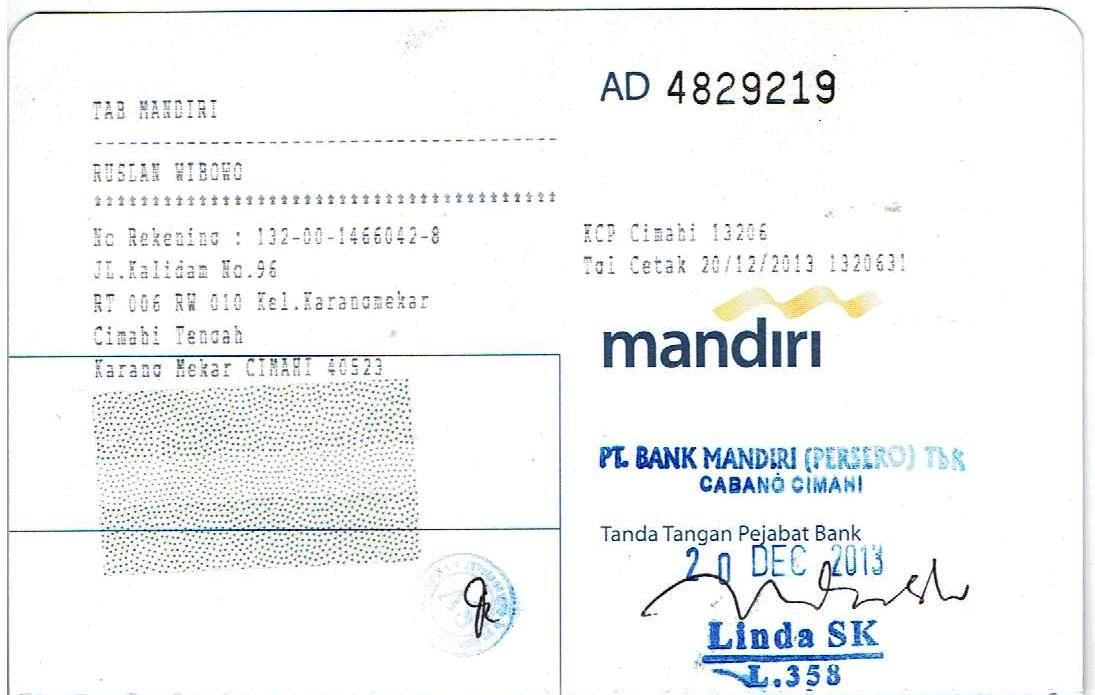 TAB MANDIRI
RUSLAN WIBOWO
No Rekening : 132-00-1466042-8
JL.Kalidam No.96
RT 006 RW 010 Kel.Karangmekar
Cimahi Tengah
Karang Mekar CIMAHI 40523
AD 4829219
KCP Cimahi 13206
Tgl Cetak 20/12/2013 1320631
mandiri
PT. BANK MANDIRI (PERSERO) Tbk
CABANG CIMAHI
Tanda Tangan Pejabat Bank
20 DEC 2013
Linda SK
L.358